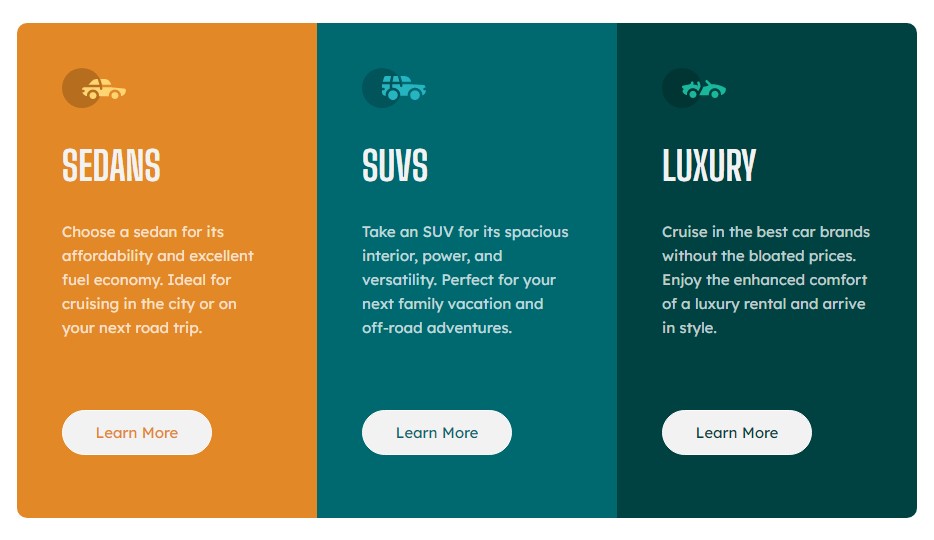 SEDANS
Choose a sedan for its
affordability and excellent
fuel economy. Ideal for
cruising in the city or on
your next road trip.
Learn More
SUVS
Take an SUV for its spacious
interior, power, and
versatility. Perfect for your
next family vacation and
off-road adventures.
Learn More
LUXURY
Cruise in the best car brands
without the bloated prices.
Enjoy the enhanced comfort
of a luxury rental and arrive
in style.
Learn More